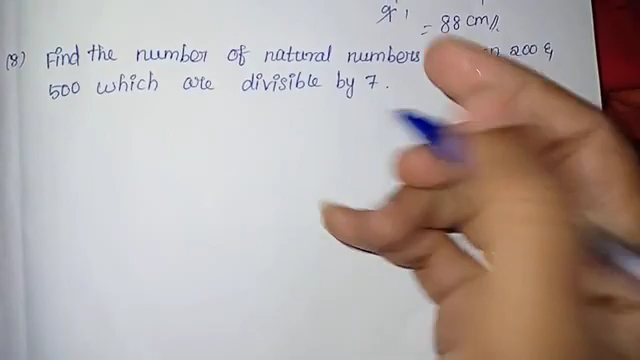 = 88 cm//.
(8) Find the number of natural numbers 200 &
500 which are divisible by 7.